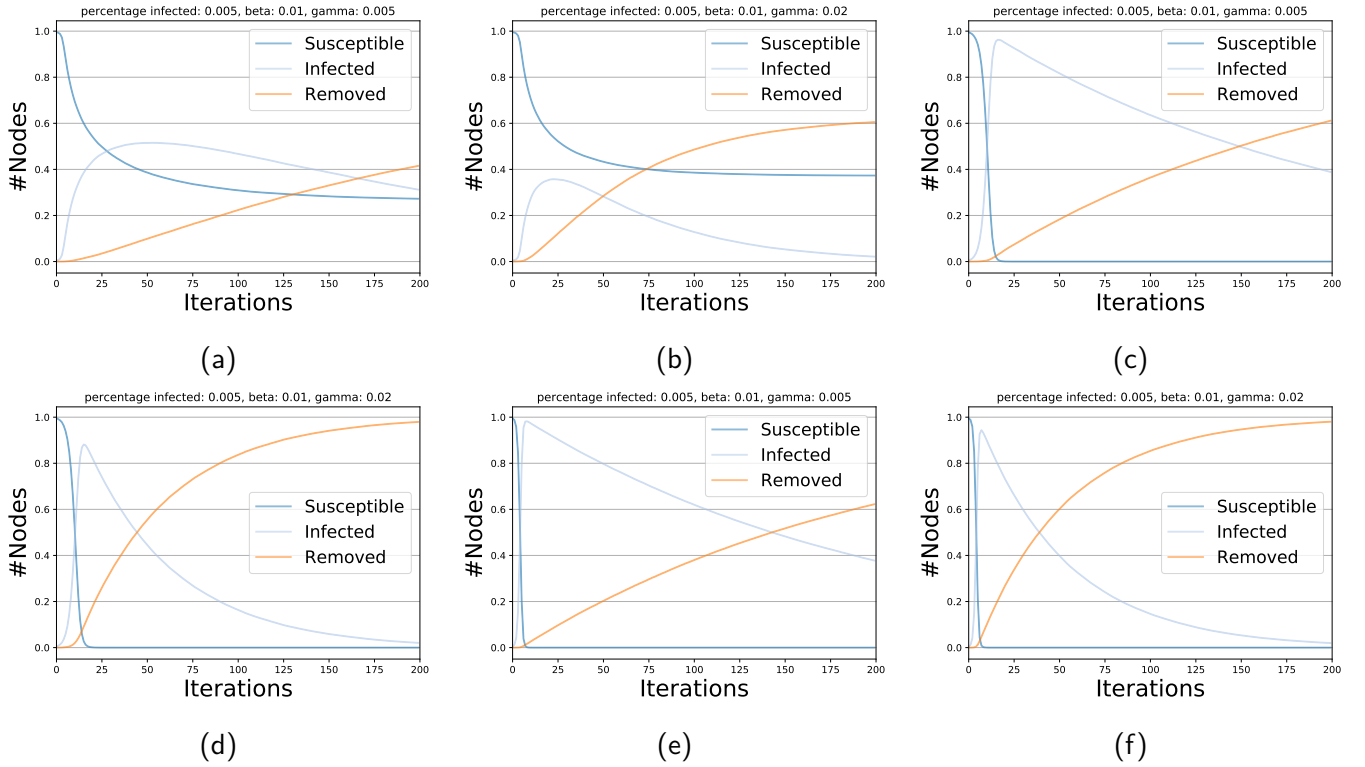 percentage infected: 0.005, beta: 0.01, gamma: 0.005
#Nodes
1.0
0.8
0.6
0.4
0.2
0.0
Susceptible
Infected
Removed
0 25 50 75 100 125 150 175 200
Iterations
(a)
percentage infected: 0.005, beta: 0.01, gamma: 0.02
#Nodes
1.0
0.8
0.6
0.4
0.2
0.0
Susceptible
Infected
Removed
0 25 50 75 100 125 150 175 200
Iterations
(b)
percentage infected: 0.005, beta: 0.01, gamma: 0.005
#Nodes
1.0
0.8
0.6
0.4
0.2
0.0
Susceptible
Infected
Removed
0 25 50 75 100 125 150 175 200
Iterations
(c)
percentage infected: 0.005, beta: 0.01, gamma: 0.02
#Nodes
1.0
0.8
0.6
0.4
0.2
0.0
Susceptible
Infected
Removed
0 25 50 75 100 125 150 175 200
Iterations
(d)
percentage infected: 0.005, beta: 0.01, gamma: 0.005
#Nodes
1.0
0.8
0.6
0.4
0.2
0.0
Susceptible
Infected
Removed
0 25 50 75 100 125 150 175 200
Iterations
(e)
percentage infected: 0.005, beta: 0.01, gamma: 0.02
#Nodes
1.0
0.8
0.6
0.4
0.2
0.0
Susceptible
Infected
Removed
0 25 50 75 100 125 150 175 200
Iterations
(f)